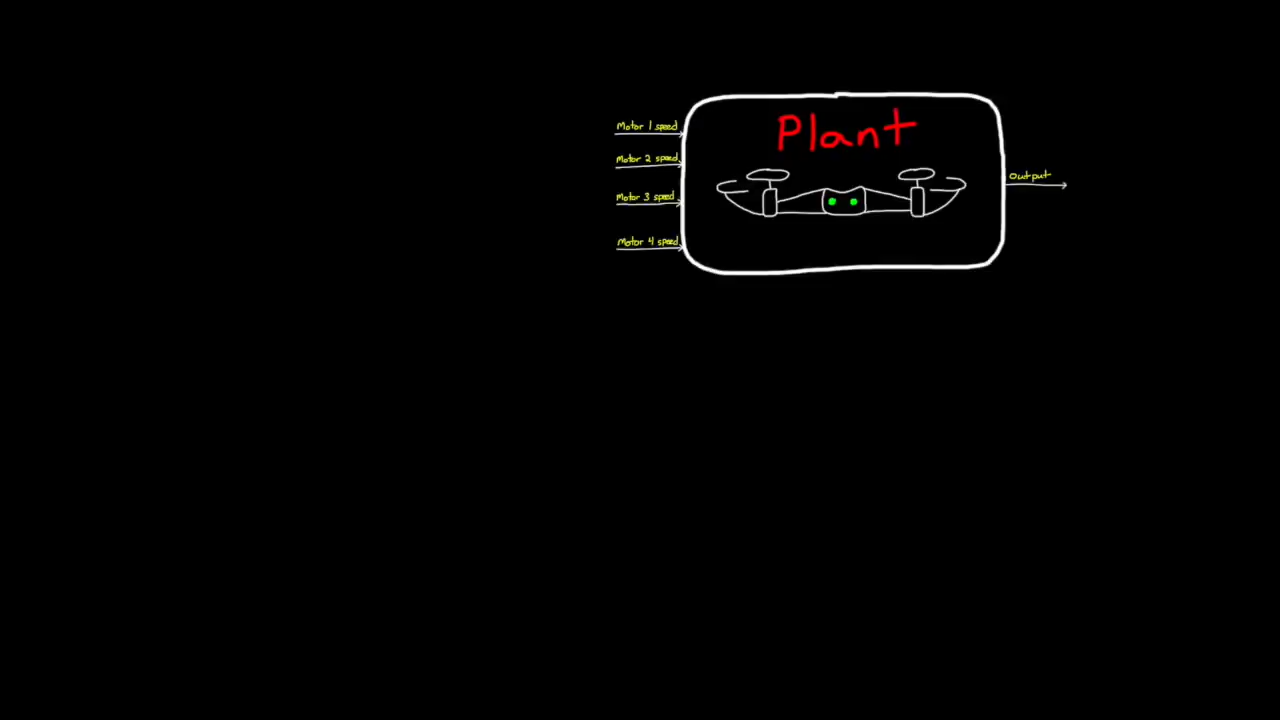 Plant
Motor 1 speed
Motor 2 speed
Motor 3 speed
Motor 4 speed
Output